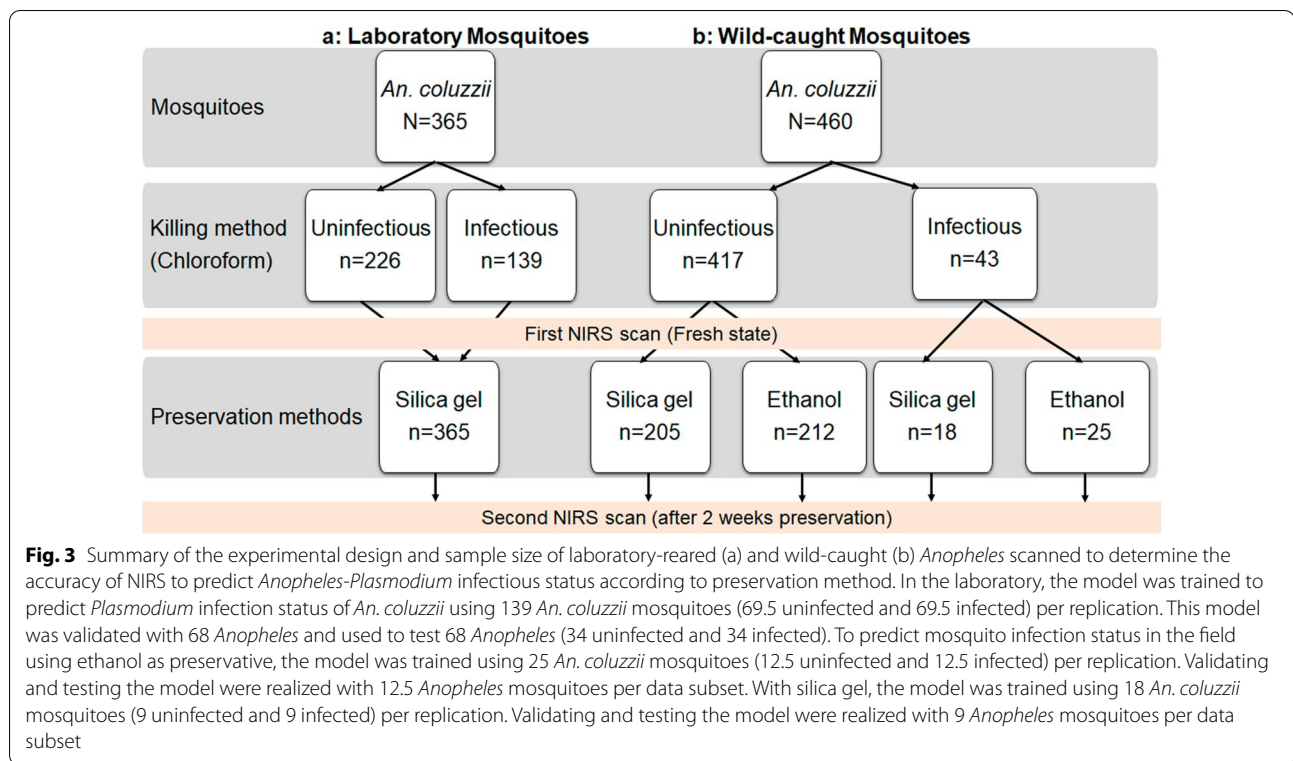 a: Laboratory Mosquitoes
b: Wild-caught Mosquitoes
Mosquitoes
An. coluzzii
N=365
An. coluzzii
N=460
Killing method
(Chloroform)
Uninfectious
n=226
Infectious
n=139
Uninfectious
n=417
Infectious
n=43
First NIRS scan (Fresh state)
Preservation methods
Silica gel
n=365
Silica gel
n=205
Ethanol
n=212
Silica gel
n=18
Ethanol
n=25
Second NIRS scan (after 2 weeks preservation)
Fig. 3 Summary of the experimental design and sample size of laboratory-reared (a) and wild-caught (b) Anopheles scanned to determine the
accuracy of NIRS to predict Anopheles-Plasmodium infectious status according to preservation method. In the laboratory, the model was trained to
predict Plasmodium infection status of An. coluzzii using 139 An. coluzzii mosquitoes (69.5 uninfected and 69.5 infected) per replication. This model
was validated with 68 Anopheles and used to test 68 Anopheles (34 uninfected and 34 infected). To predict mosquito infection status in the field
using ethanol as preservative, the model was trained using 25 An. coluzzii mosquitoes (12.5 uninfected and 12.5 infected) per replication. Validating
and testing the model were realized with 12.5 Anopheles mosquitoes per data subset. With silica gel, the model was trained using 18 An. coluzzii
mosquitoes (9 uninfected and 9 infected) per replication. Validating and testing the model were realized with 9 Anopheles mosquitoes per data
subset